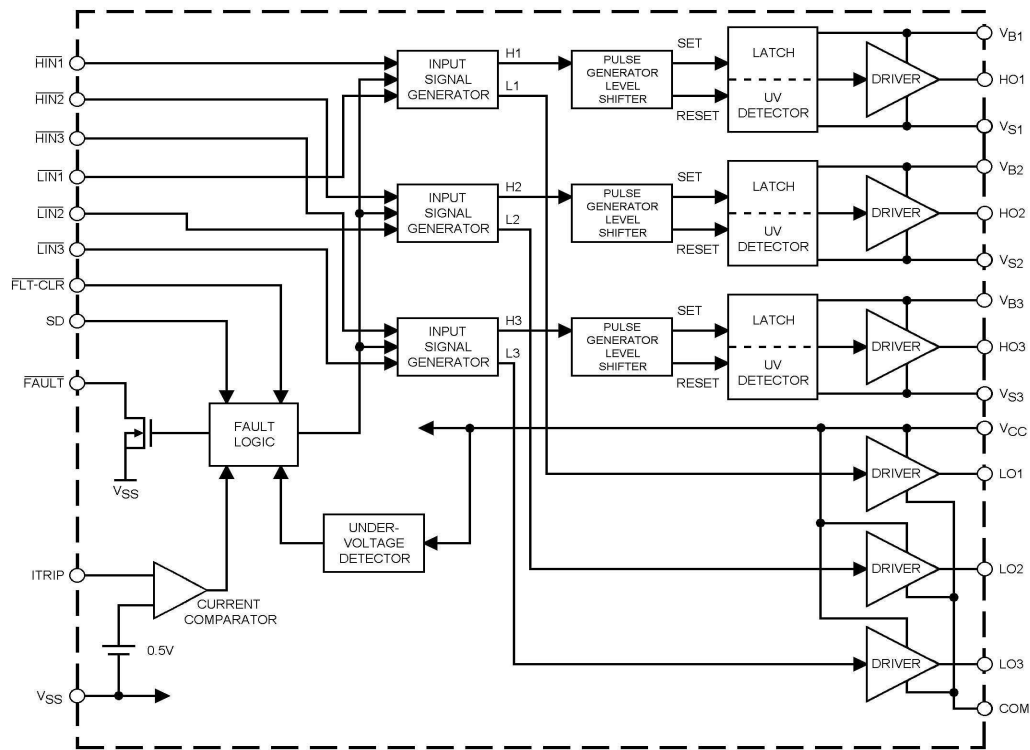 HIN1
HIN2
HIN3
LIN1
LIN2
LIN3
FLT-CLR
SD
FAULT
VSS
ITRIP
0.5V
VSS
CURRENT
COMPARATOR
FAULT
LOGIC
UNDER-
VOLTAGE
DETECTOR
INPUT
SIGNAL
GENERATOR
H1
L1
PULSE
GENERATOR
LEVEL
SHIFTER
SET
RESET
LATCH
UV
DETECTOR
DRIVER
VB1
HO1
VS1
INPUT
SIGNAL
GENERATOR
H2
L2
PULSE
GENERATOR
LEVEL
SHIFTER
SET
RESET
LATCH
UV
DETECTOR
DRIVER
VB2
HO2
VS2
INPUT
SIGNAL
GENERATOR
H3
L3
PULSE
GENERATOR
LEVEL
SHIFTER
SET
RESET
LATCH
UV
DETECTOR
DRIVER
VB3
HO3
VS3
VCC
DRIVER
LO1
DRIVER
LO2
DRIVER
LO3
COM